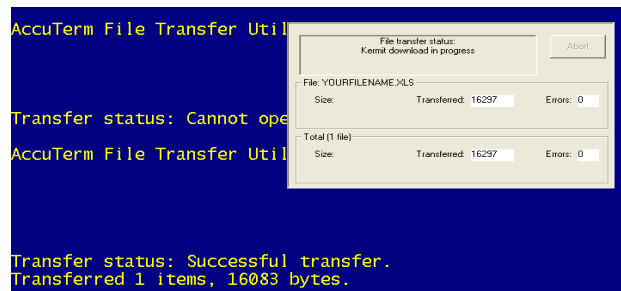 AccuTerm File Transfer Util
File transfer status:
Kermit download in progress
Abort
File: YOURFILENAME.XLS
Size: Transferred: 16297 Errors: 0
Transfer status: Cannot ope
Total (1 file)
AccuTerm File Transfer Util
Size: Transferred: 16297 Errors: 0
Transfer status: Successful transfer.
Transferred 1 items, 16083 bytes.